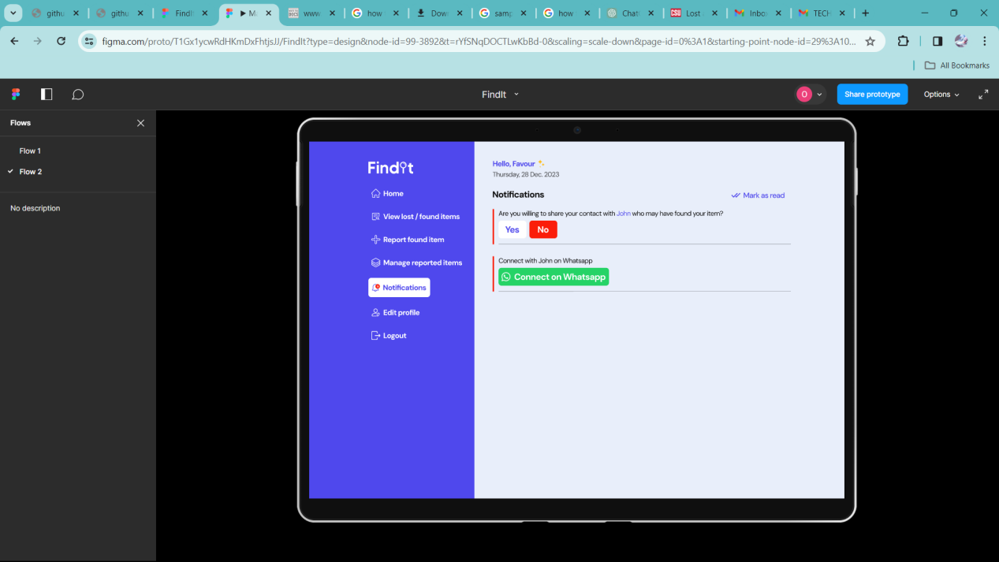 githu
githu
FindI
Ma
www
how
Dow
samp
how
Chat
CSU Lost
Inbo
TECH
figma.com/proto/T1Gx1ycwRdHKmDxFhtjsJJ/FindIt?type=design&node-id=99-3892&t=rYfSNqDOCTLwKbBd-0&scaling=scale-down&page-id=0%3A1&starting-point-node-id=29%3A10...
All Bookmarks
FindIt
O
Share prototype
Options
Flows
Flow 1
Flow 2
No description
FindIt
Home
View lost / found items
Report found item
Manage reported items
Notifications
Edit profile
Logout
Hello, Favour
Thursday, 28 Dec. 2023
Notifications
Mark as read
Are you willing to share your contact with John who may have found your item?
Yes
No
Connect with John on Whatsapp
Connect on Whatsapp